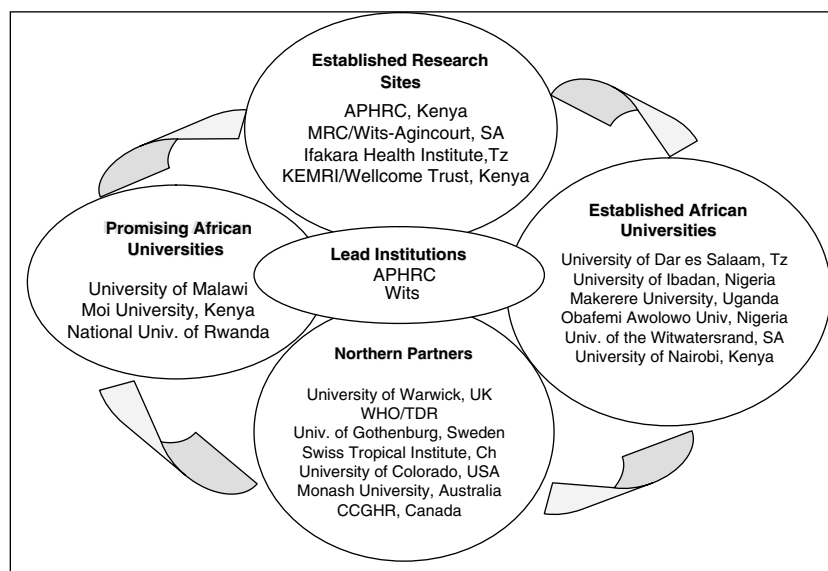 Established Research
Sites
APHRC, Kenya
MRC/Wits-Agincourt, SA
Ifakara Health Institute,Tz
KEMRI/Wellcome Trust, Kenya
Promising African
Universities
University of Malawi
Moi University, Kenya
National Univ. of Rwanda
Lead Institutions
APHRC
Wits
Established African
Universities
University of Dar es Salaam, Tz
University of Ibadan, Nigeria
Makerere University, Uganda
Obafemi Awolowo Univ, Nigeria
Univ. of the Witwatersrand, SA
University of Nairobi, Kenya
Northern Partners
University of Warwick, UK
WHO/TDR
Univ. of Gothenburg, Sweden
Swiss Tropical Institute, Ch
University of Colorado, USA
Monash University, Australia
CCGHR, Canada